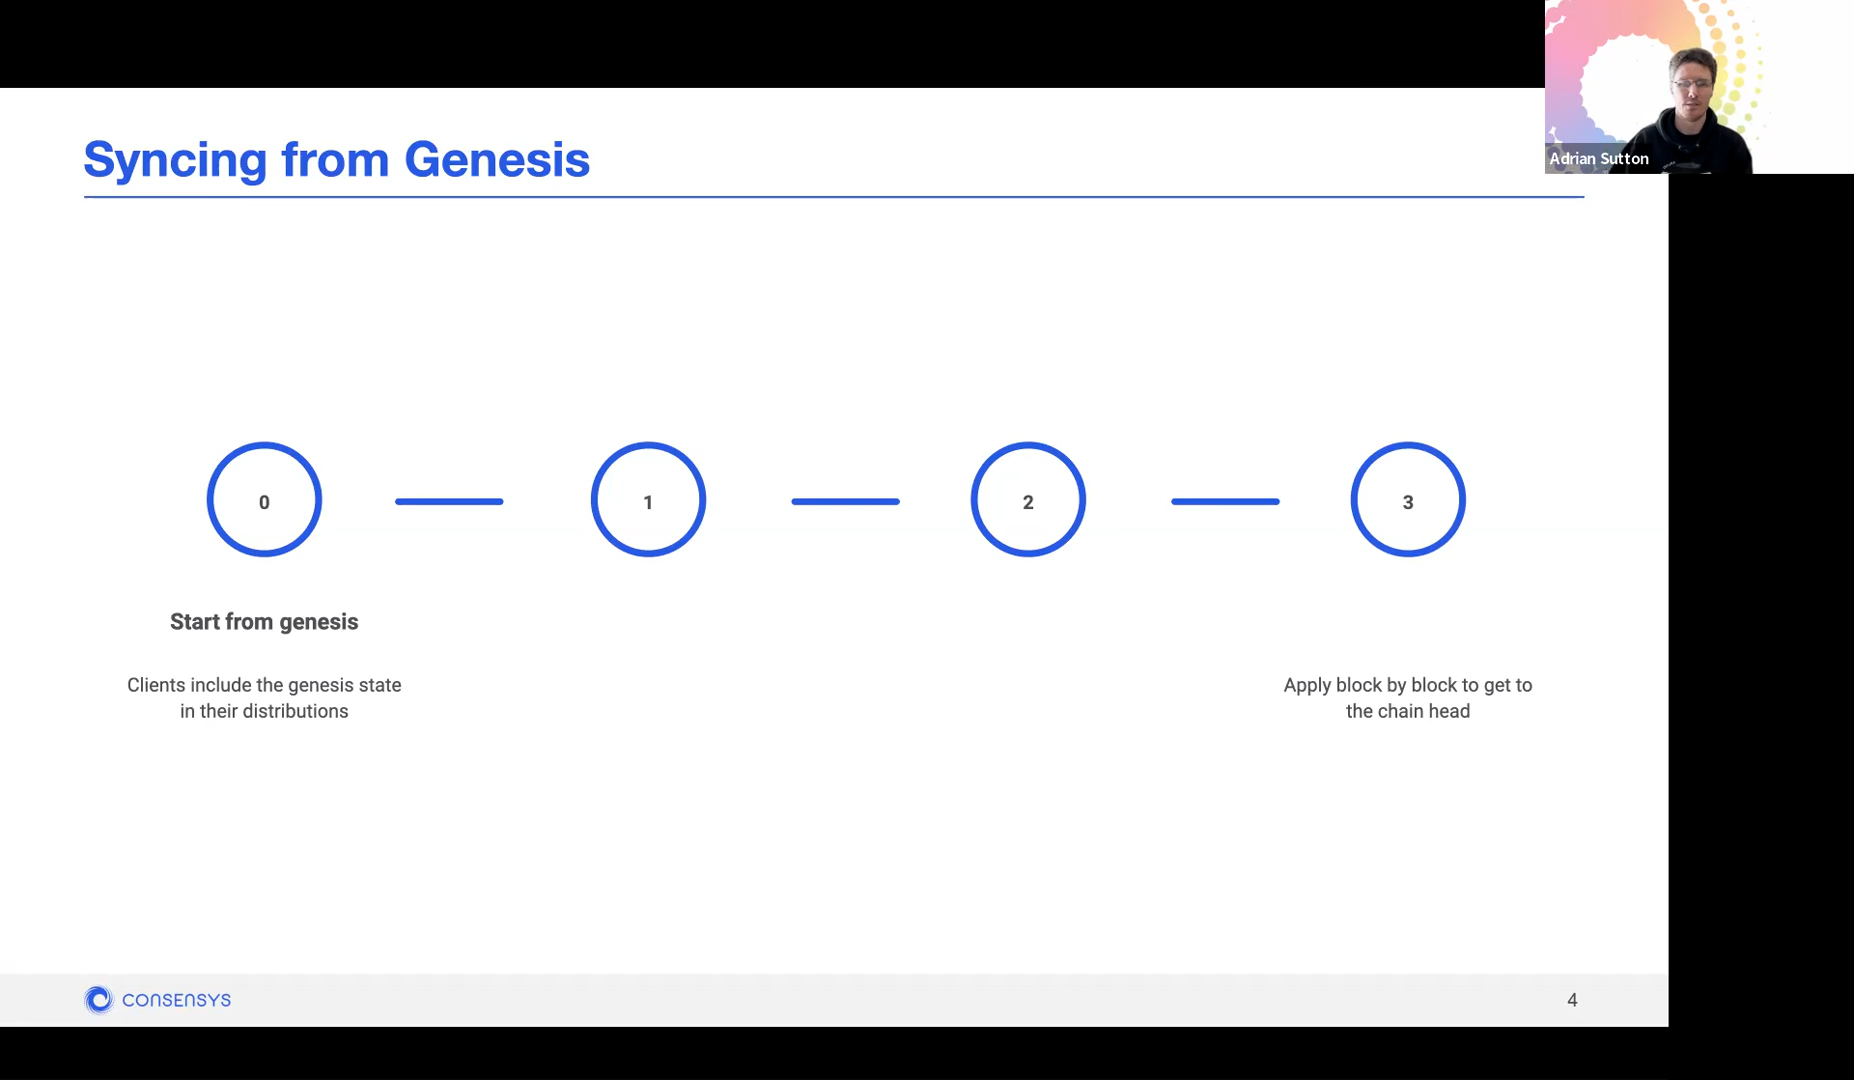 Adrian Sutton
Syncing from Genesis
0
1
2
3
Start from genesis
Clients include the genesis state
in their distributions
Apply block by block to get to
the chain head
CONSENSYS
4